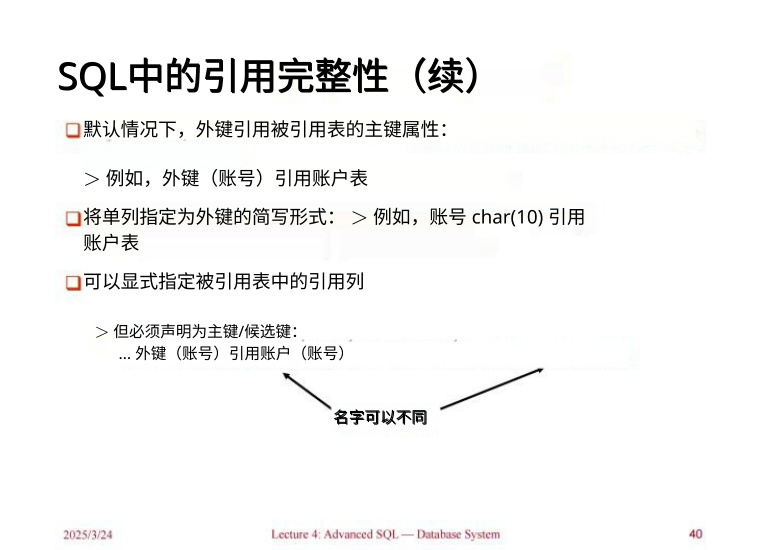 SQL中的引用完整性（续）
❑默认情况下，外键引用被引用表的主键属性：
＞ 例如，外键（账号）引用账户表
❑将单列指定为外键的简写形式： ＞ 例如，账号 char(10) 引用
账户表
❑可以显式指定被引用表中的引用列
＞ 但必须声明为主键/候选键：
... 外键（账号）引用账户（账号）
名字可以不同
2025/3/24 Lecture 4: Advanced SQL — Database System 40